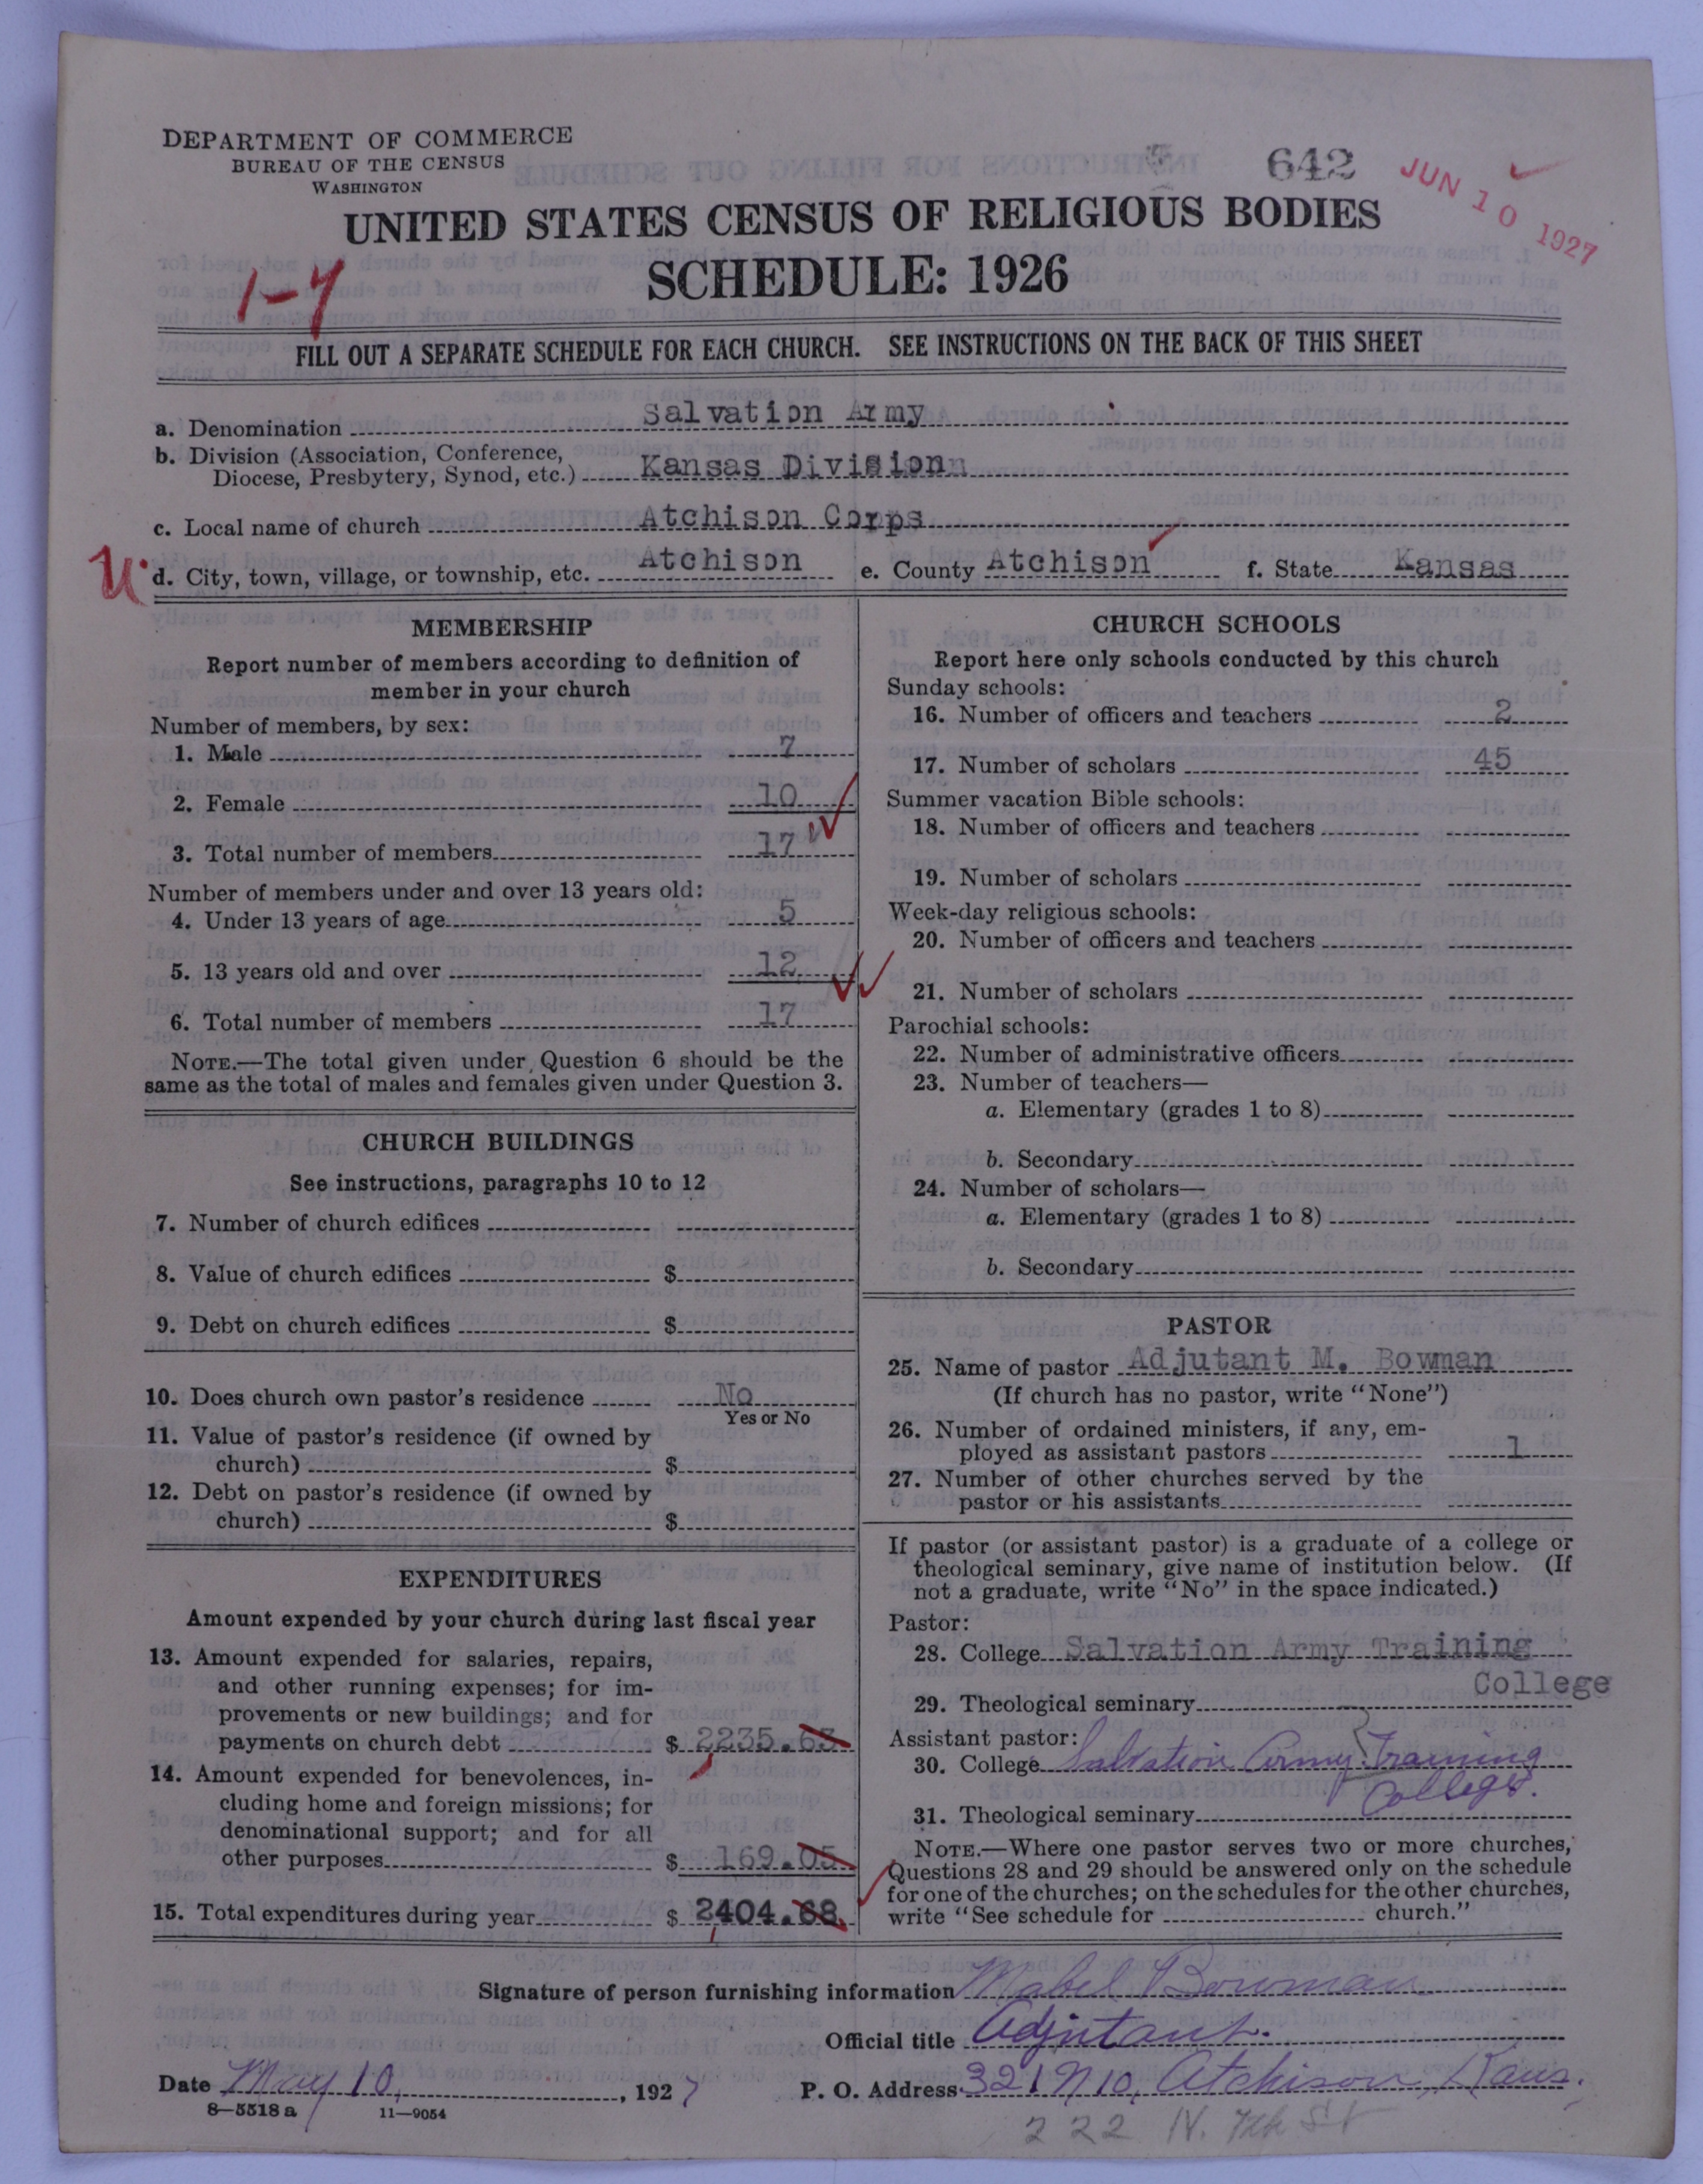 DEPARTMENT OF COMMERCE
BUREAU OF THE CENSUS
WASHINGTON
642
JUN 10 1927
UNITED STATES CENSUS OF RELIGIOUS BODIES
SCHEDULE: 1926
1-7
FILL OUT A SEPARATE SCHEDULE FOR EACH CHURCH. SEE INSTRUCTIONS ON THE BACK OF THIS SHEET
a. Denomination Salvation Army
b. Division (Association, Conference,
Diocese, Presbytery, Synod, etc.) Kansas Division
c. Local name of church Atchison Corps
U d. City, town, village, or township, etc. Atchison e. County Atchison f. State Kansas
MEMBERSHIP
Report number of members according to definition of
member in your church
Number of members, by sex:
1. Male 7
2. Female 10
3. Total number of members 17
Number of members under and over 13 years old:
4. Under 13 years of age 5
5. 13 years old and over 12
6. Total number of members 17
NOTE.—The total given under Question 6 should be the
same as the total of males and females given under Question 3.
CHURCH BUILDINGS
See instructions, paragraphs 10 to 12
7. Number of church edifices
8. Value of church edifices $
9. Debt on church edifices $
10. Does church own pastor's residence No
Yes or No
11. Value of pastor's residence (if owned by
church) $
12. Debt on pastor's residence (if owned by
church) $
EXPENDITURES
Amount expended by your church during last fiscal year
13. Amount expended for salaries, repairs,
and other running expenses; for im-
provements or new buildings; and for
payments on church debt $ 2235.63
14. Amount expended for benevolences, in-
cluding home and foreign missions; for
denominational support; and for all
other purposes $ 169.05
15. Total expenditures during year $ 2404.68
CHURCH SCHOOLS
Report here only schools conducted by this church
Sunday schools:
16. Number of officers and teachers 2
17. Number of scholars 45
Summer vacation Bible schools:
18. Number of officers and teachers
19. Number of scholars
Week-day religious schools:
20. Number of officers and teachers
21. Number of scholars
Parochial schools:
22. Number of administrative officers
23. Number of teachers—
a. Elementary (grades 1 to 8)
b. Secondary
24. Number of scholars—
a. Elementary (grades 1 to 8)
b. Secondary
PASTOR
25. Name of pastor Adjutant M. Bowman
(If church has no pastor, write "None")
26. Number of ordained ministers, if any, em-
ployed as assistant pastors 1
27. Number of other churches served by the
pastor or his assistants
If pastor (or assistant pastor) is a graduate of a college or
theological seminary, give name of institution below. (If
not a graduate, write "No" in the space indicated.)
Pastor:
28. College Salvation Army Training
College
29. Theological seminary
Assistant pastor:
30. College Salvation Army Training
College.
31. Theological seminary
NOTE.—Where one pastor serves two or more churches,
Questions 28 and 29 should be answered only on the schedule
for one of the churches; on the schedules for the other churches,
write "See schedule for church."
Signature of person furnishing information Mabel Bowman
Official title Adjutant.
Date May 10, 1927 P. O. Address 321 N 10, Atchison, Kans.
8—5518 a 11—9054
222 N. 7th St